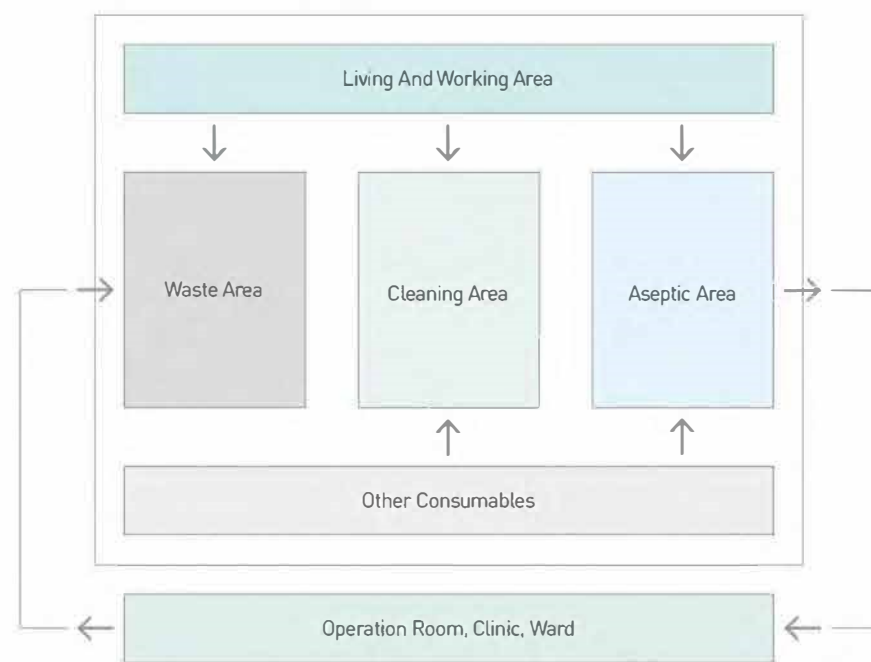 Living And Working Area
Waste Area
Cleaning Area
Aseptic Area
Other Consumables
Operation Room, Clinic, Ward